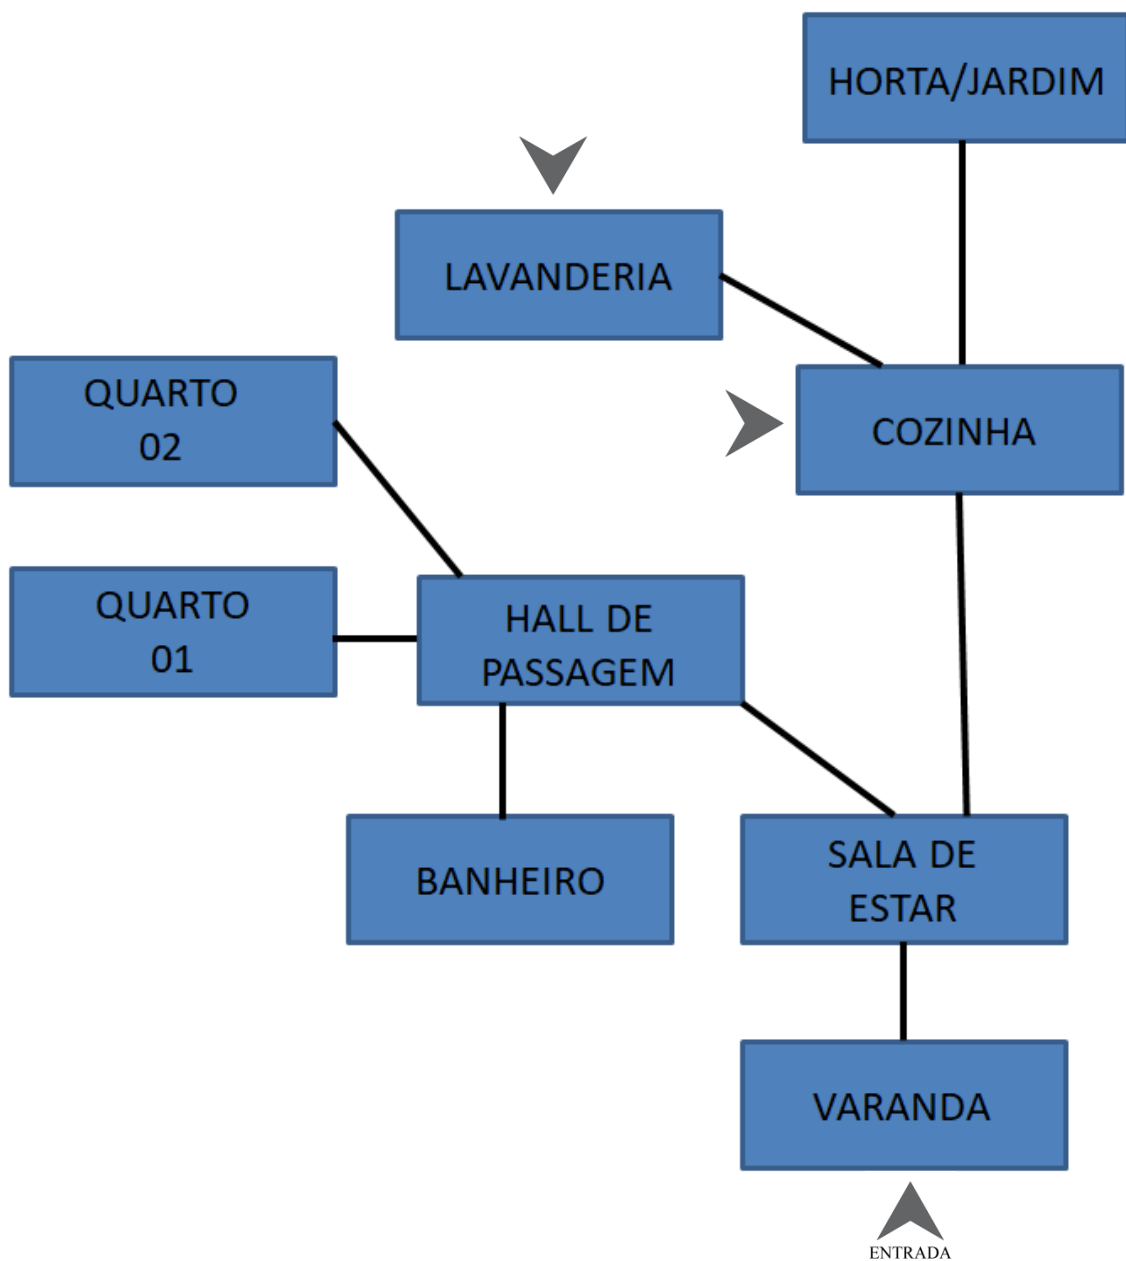 HORTA/JARDIM
LAVANDERIA
QUARTO
02
COZINHA
QUARTO
01
HALL DE
PASSAGEM
BANHEIRO
SALA DE
ESTAR
VARANDA
ENTRADA